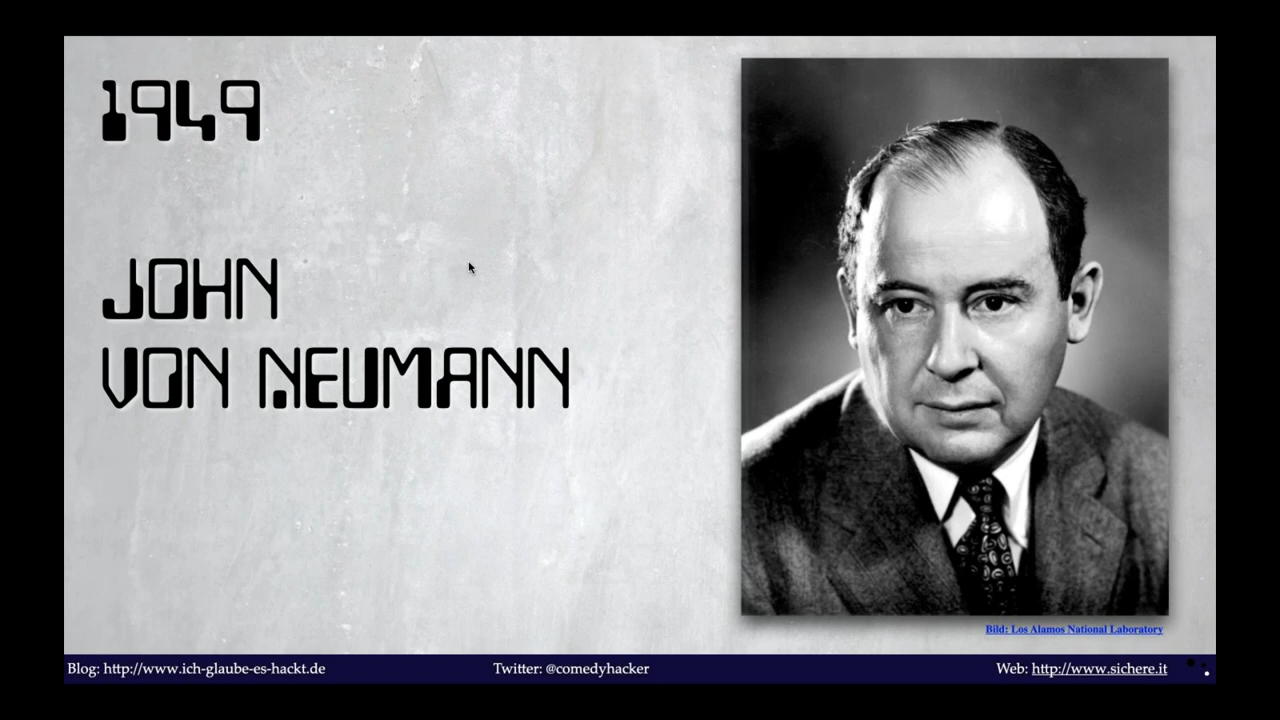 1949
JOHN
VON NEUMANN
Bild: Los Alamos National Laboratory
Blog: http://www.ich-glaube-es-hackt.de
Twitter: @comedyhacker
Web: http://www.sichere.it